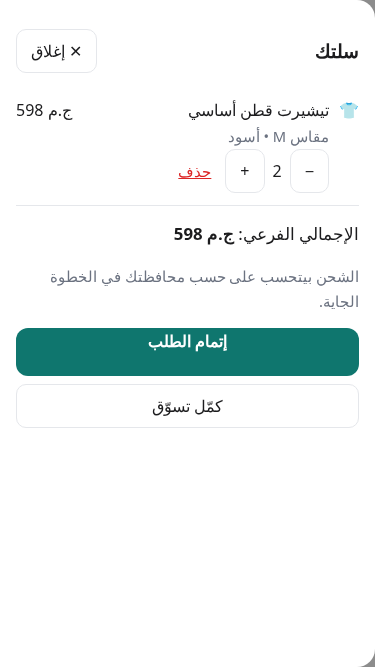 سلتك
✕ إغلاق
تيشيرت قطن أساسي
ج.م 598
مقاس M • أسود
− 2 +
حذف
الإجمالي الفرعي: ج.م 598
الشحن بيتحسب على حسب محافظتك في الخطوة
الجاية.
إتمام الطلب
كمّل تسوّق